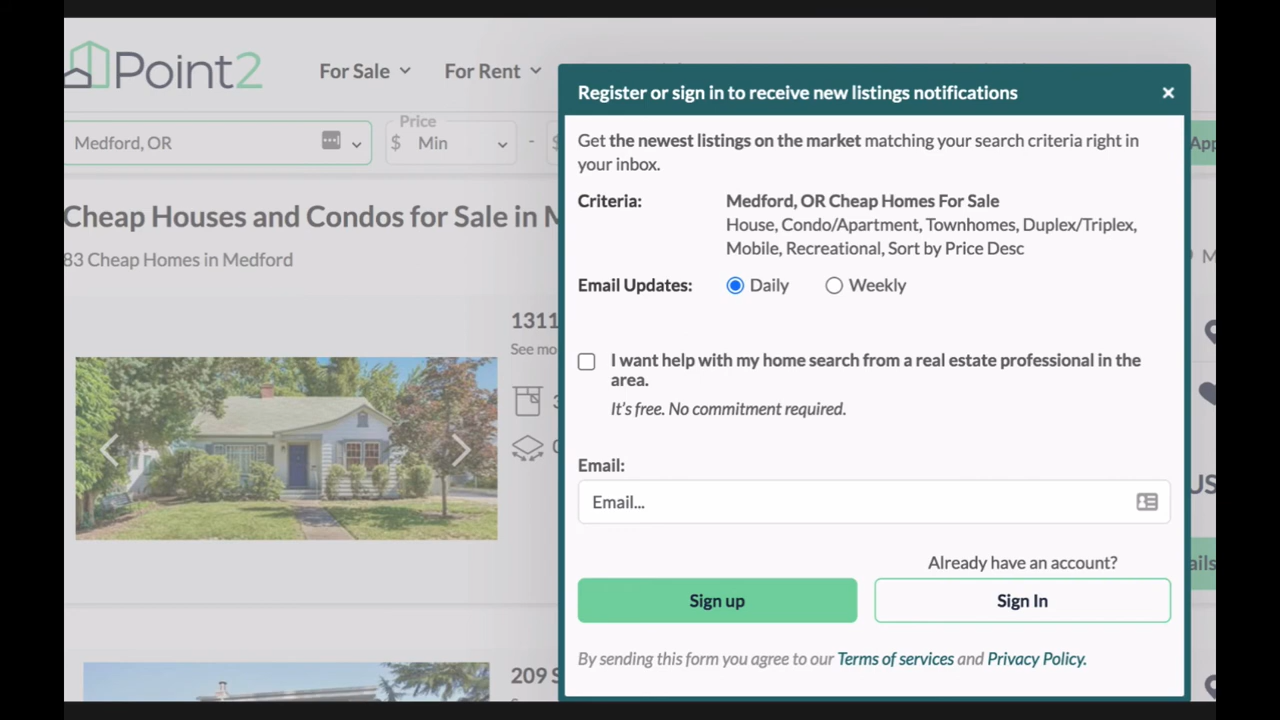 Point2
For Sale
For Rent
Register or sign in to receive new listings notifications
Medford, OR
Price
$ Min
-
Get the newest listings on the market matching your search criteria right in
your inbox.
Criteria:
Medford, OR Cheap Homes For Sale
House, Condo/Apartment, Townhomes, Duplex/Triplex,
Mobile, Recreational, Sort by Price Desc
Cheap Houses and Condos for Sale in
83 Cheap Homes in Medford
Email Updates:
Daily
Weekly
1311
See mo
I want help with my home search from a real estate professional in the
area.
It's free. No commitment required.
Email:
Email...
Already have an account?
Sign up
Sign In
By sending this form you agree to our Terms of services and Privacy Policy.
209 S